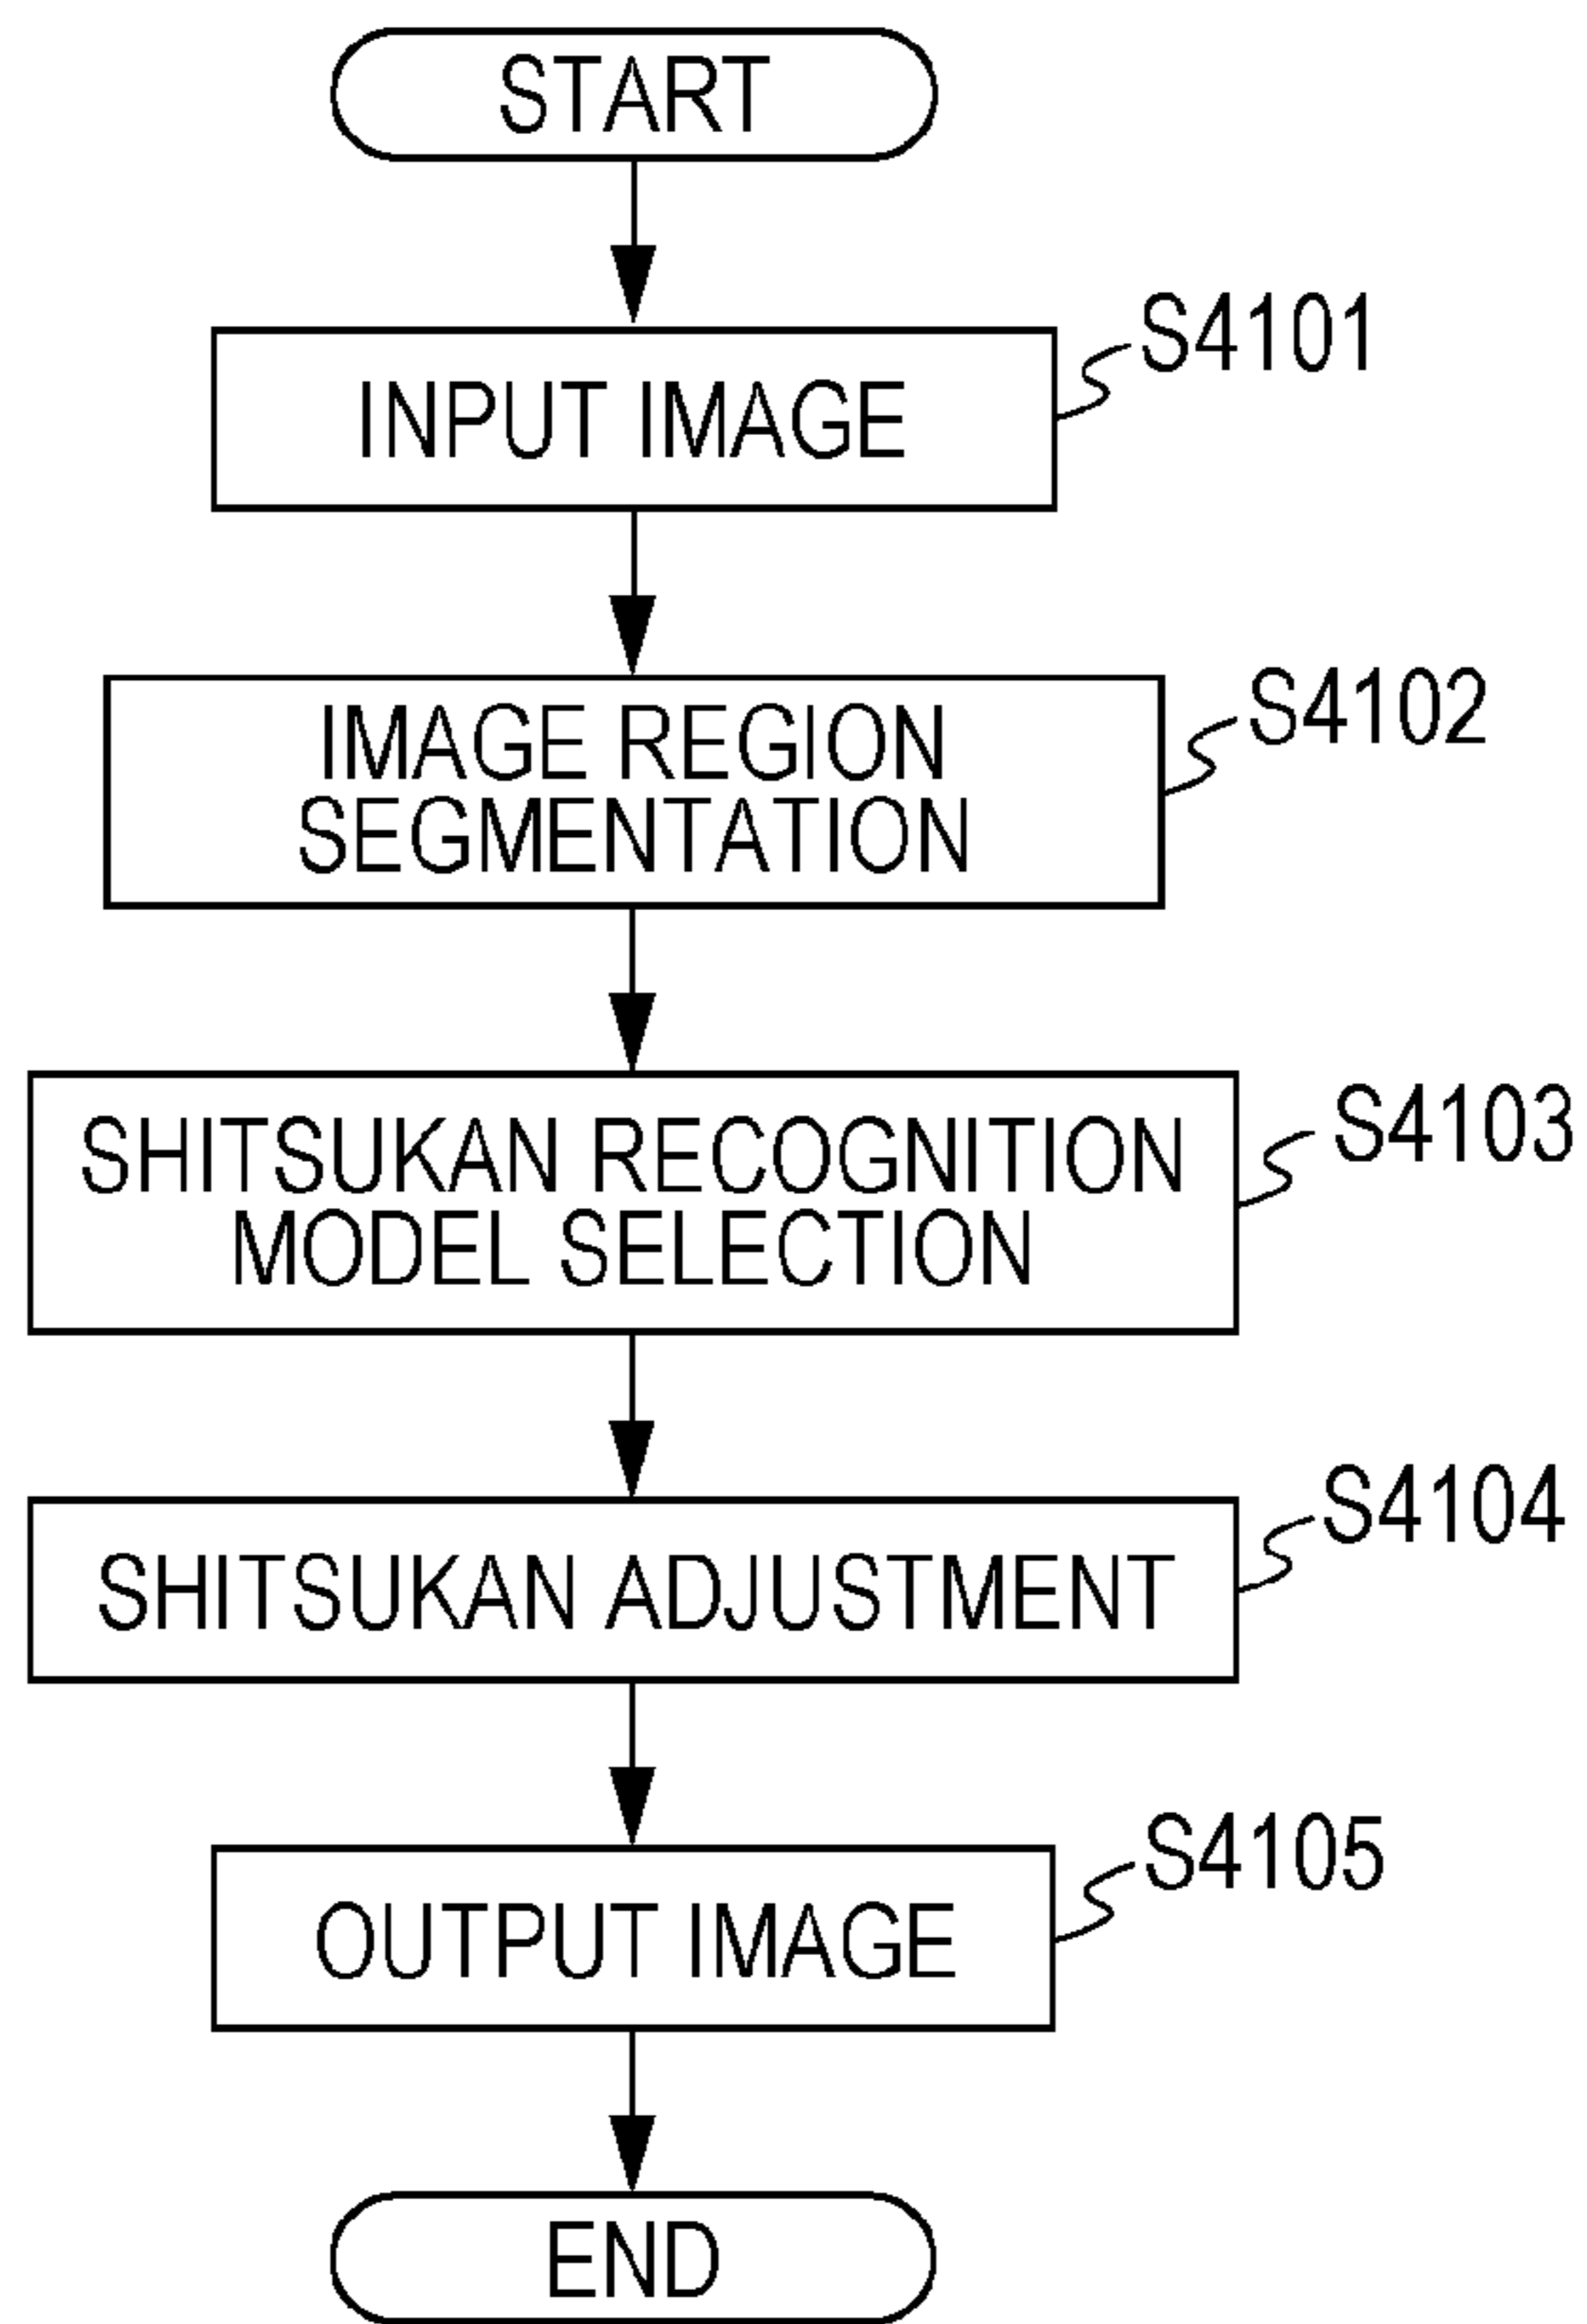 START
S4101
INPUT IMAGE
S4102
IMAGE REGION
SEGMENTATION
S4103
SHITSUKAN RECOGNITION
MODEL SELECTION
S4104
SHITSUKAN ADJUSTMENT
S4105
OUTPUT IMAGE
END